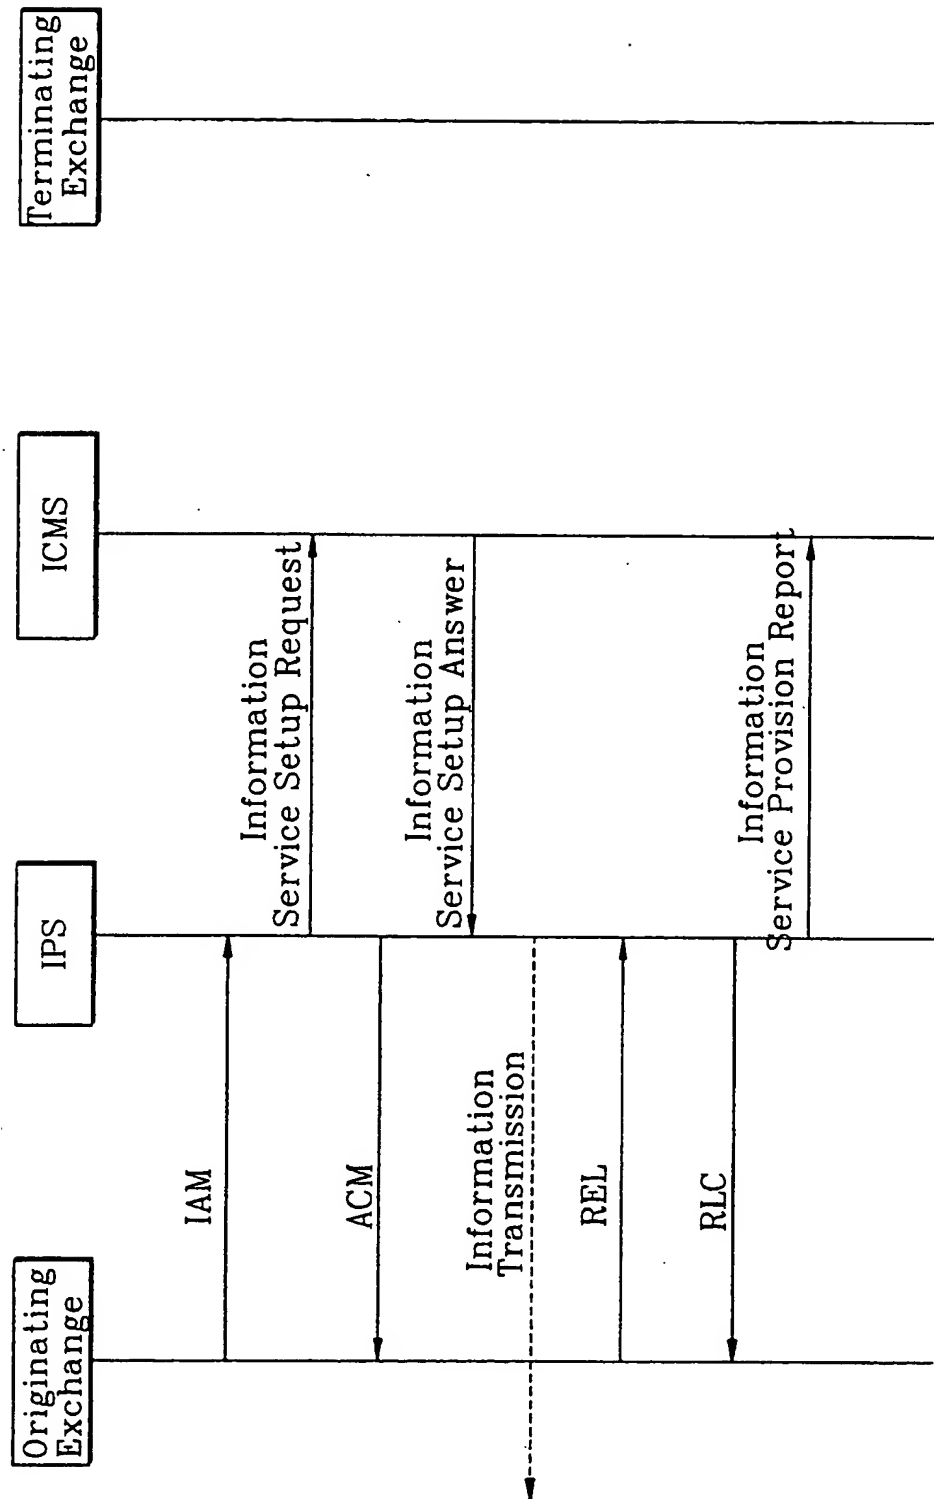 Originating
Exchange
IPS
ICMS
Terminating
Exchange
IAM
Information
Service Setup Request
ACM
Information
Service Setup Answer
Information
Transmission
REL
RLC
Information
Service Provision Report